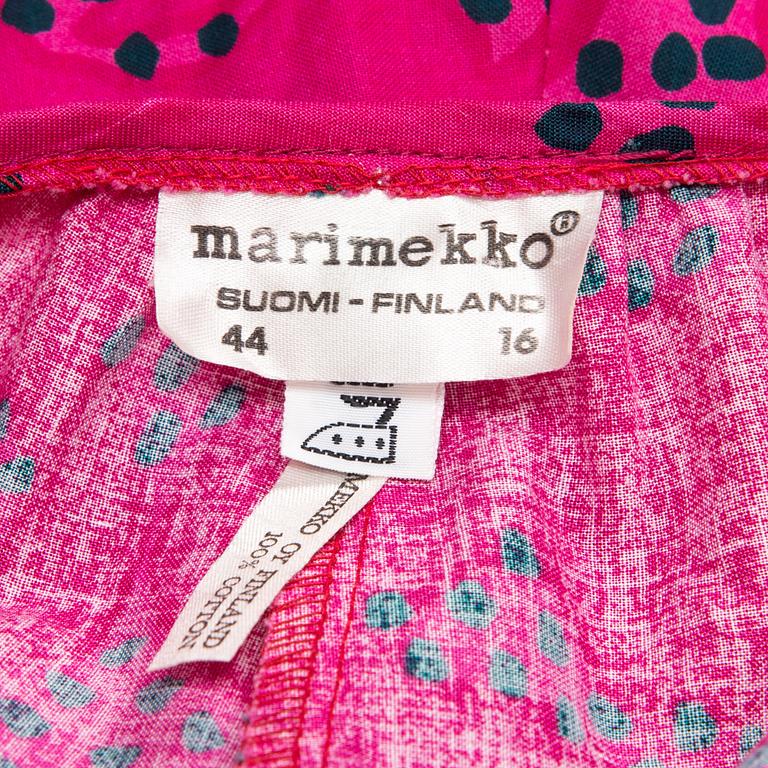 marimekko®
SUOMI - FINLAND
44 16
MEKKO OY FINLAND
100% COTTON